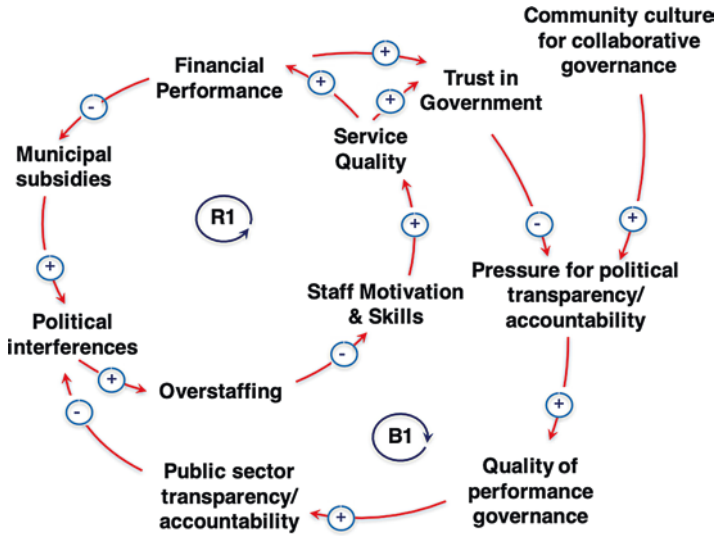 Community culture
for collaborative
governance
+
Financial
Performance
Trust in
Government
+
+
-
Service
Quality
Municipal
subsidies
R1
+
-
+
+
Pressure for political
transparency/
accountability
Staff Motivation
& Skills
Political
interferences
-
+
Overstaffing
+
-
B1
Public sector
transparency/
accountability
Quality of
performance
governance
+